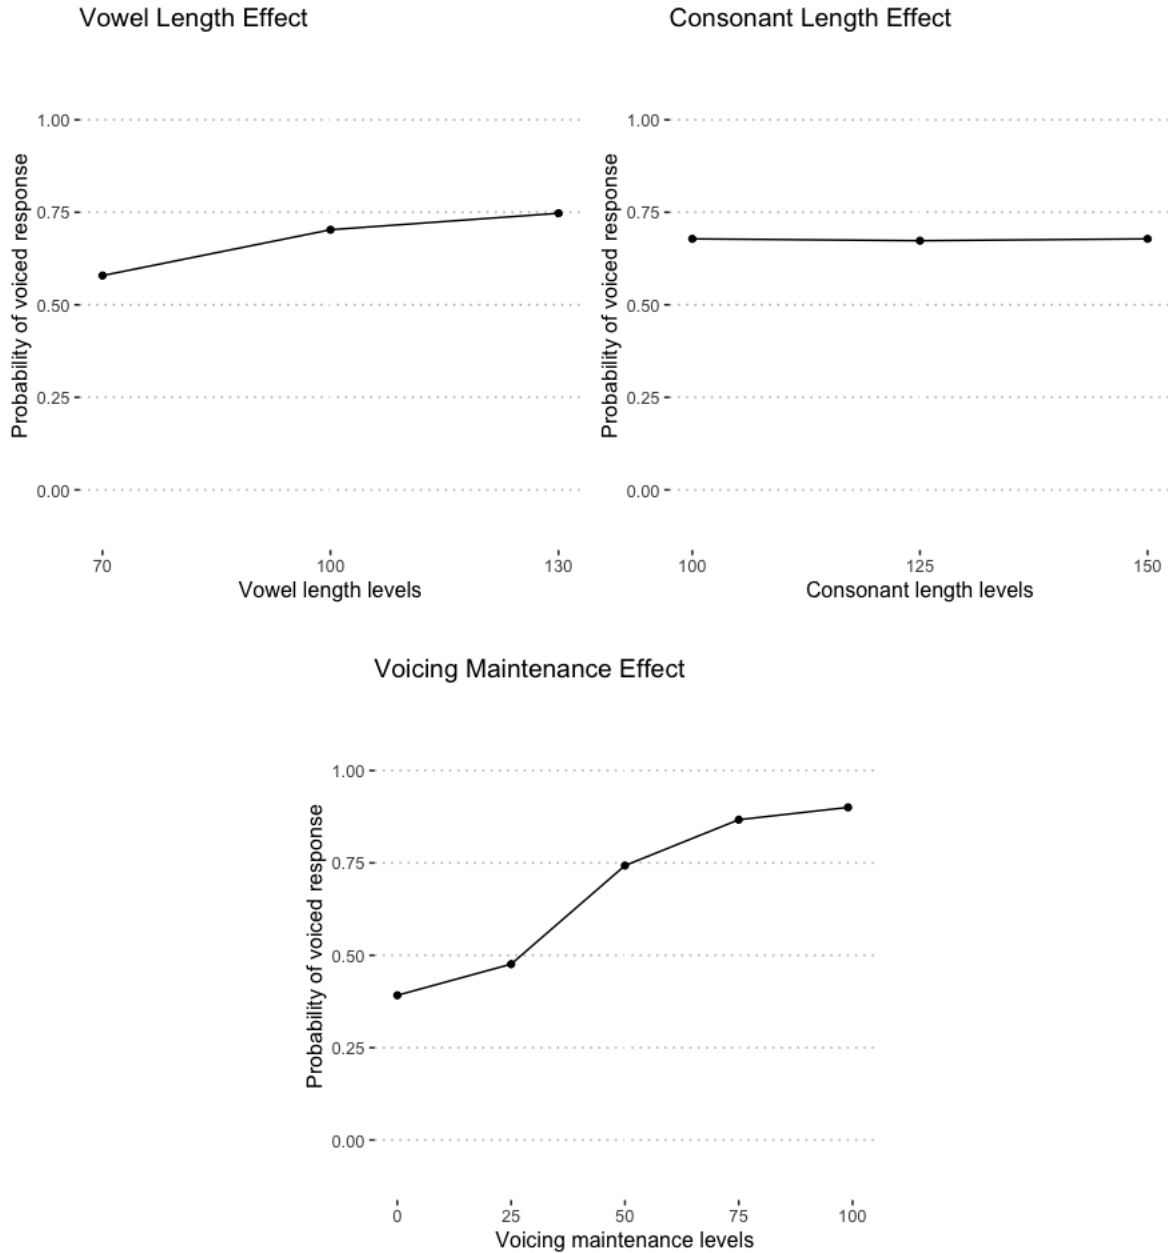 Vowel Length Effect
Probability of voiced response
1.00
0.75
0.50
0.25
0.00
70 100 130
Vowel length levels
Consonant Length Effect
Probability of voiced response
1.00
0.75
0.50
0.25
0.00
100 125 150
Consonant length levels
Voicing Maintenance Effect
Probability of voiced response
1.00
0.75
0.50
0.25
0.00
0 25 50 75 100
Voicing maintenance levels